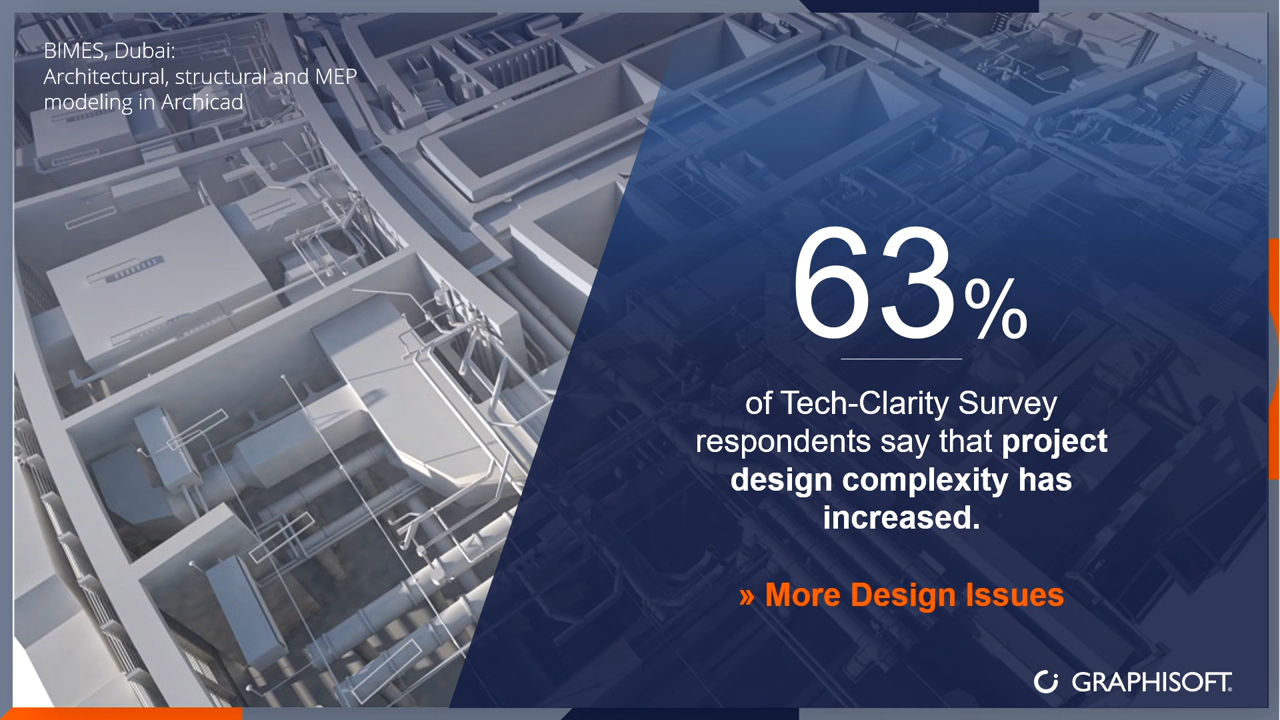 BIMES, Dubai:
Architectural, structural and MEP
modeling in Archicad
63%
of Tech-Clarity Survey
respondents say that project
design complexity has
increased.
» More Design Issues
GRAPHISOFT®